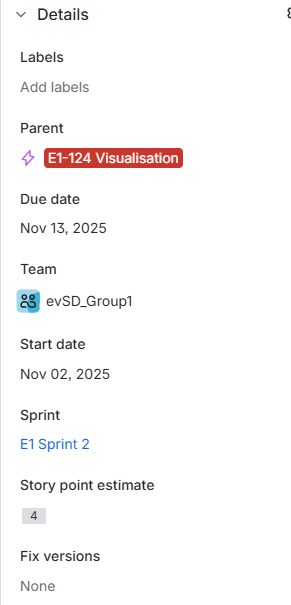 Details
Labels
Add labels
Parent
E1-124 Visualisation
Due date
Nov 13, 2025
Team
evSD_Group1
Start date
Nov 02, 2025
Sprint
E1 Sprint 2
Story point estimate
4
Fix versions
None